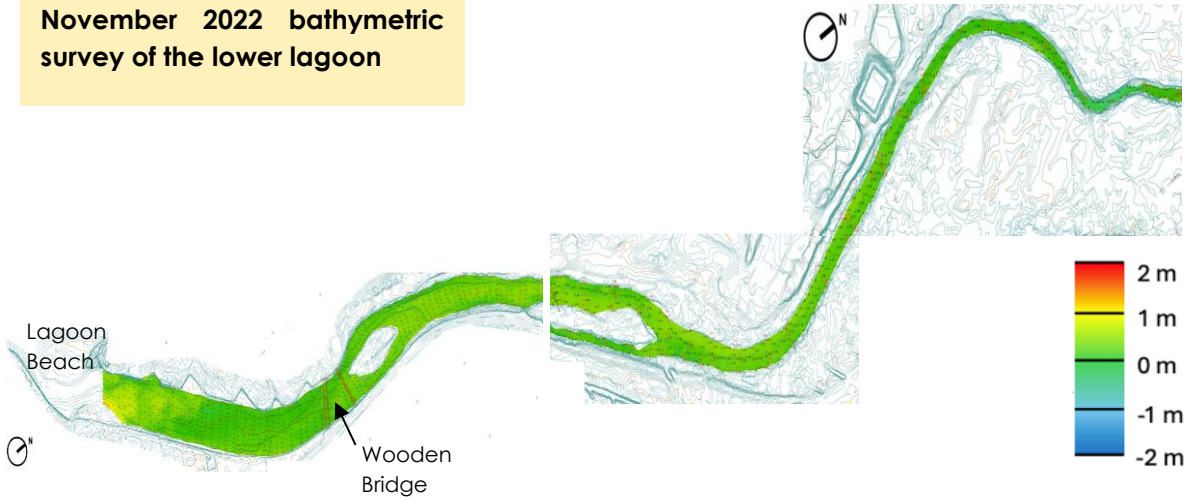 November 2022 bathymetric
survey of the lower lagoon
N
Lagoon
Beach
Wooden
Bridge
N
2 m
1 m
0 m
-1 m
-2 m